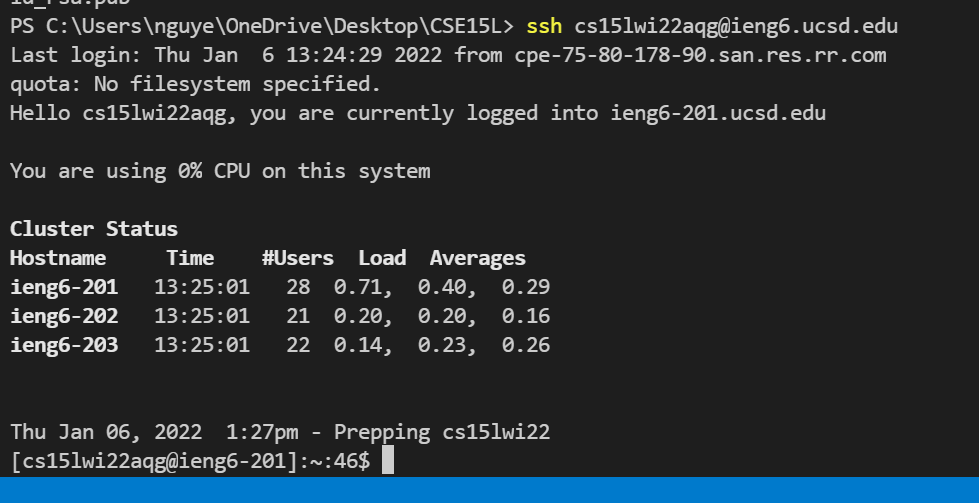 id_rsa.pub
PS C:\Users\nguye\OneDrive\Desktop\CSE15L> ssh cs15lwi22aqg@ieng6.ucsd.edu
Last login: Thu Jan  6 13:24:29 2022 from cpe-75-80-178-90.san.res.rr.com
quota: No filesystem specified.
Hello cs15lwi22aqg, you are currently logged into ieng6-201.ucsd.edu
You are using 0% CPU on this system
Cluster Status
Hostname     Time    #Users  Load  Averages
ieng6-201   13:25:01   28  0.71,  0.40,  0.29
ieng6-202   13:25:01   21  0.20,  0.20,  0.16
ieng6-203   13:25:01   22  0.14,  0.23,  0.26
Thu Jan 06, 2022  1:27pm - Prepping cs15lwi22
[cs15lwi22aqg@ieng6-201]:~:46$